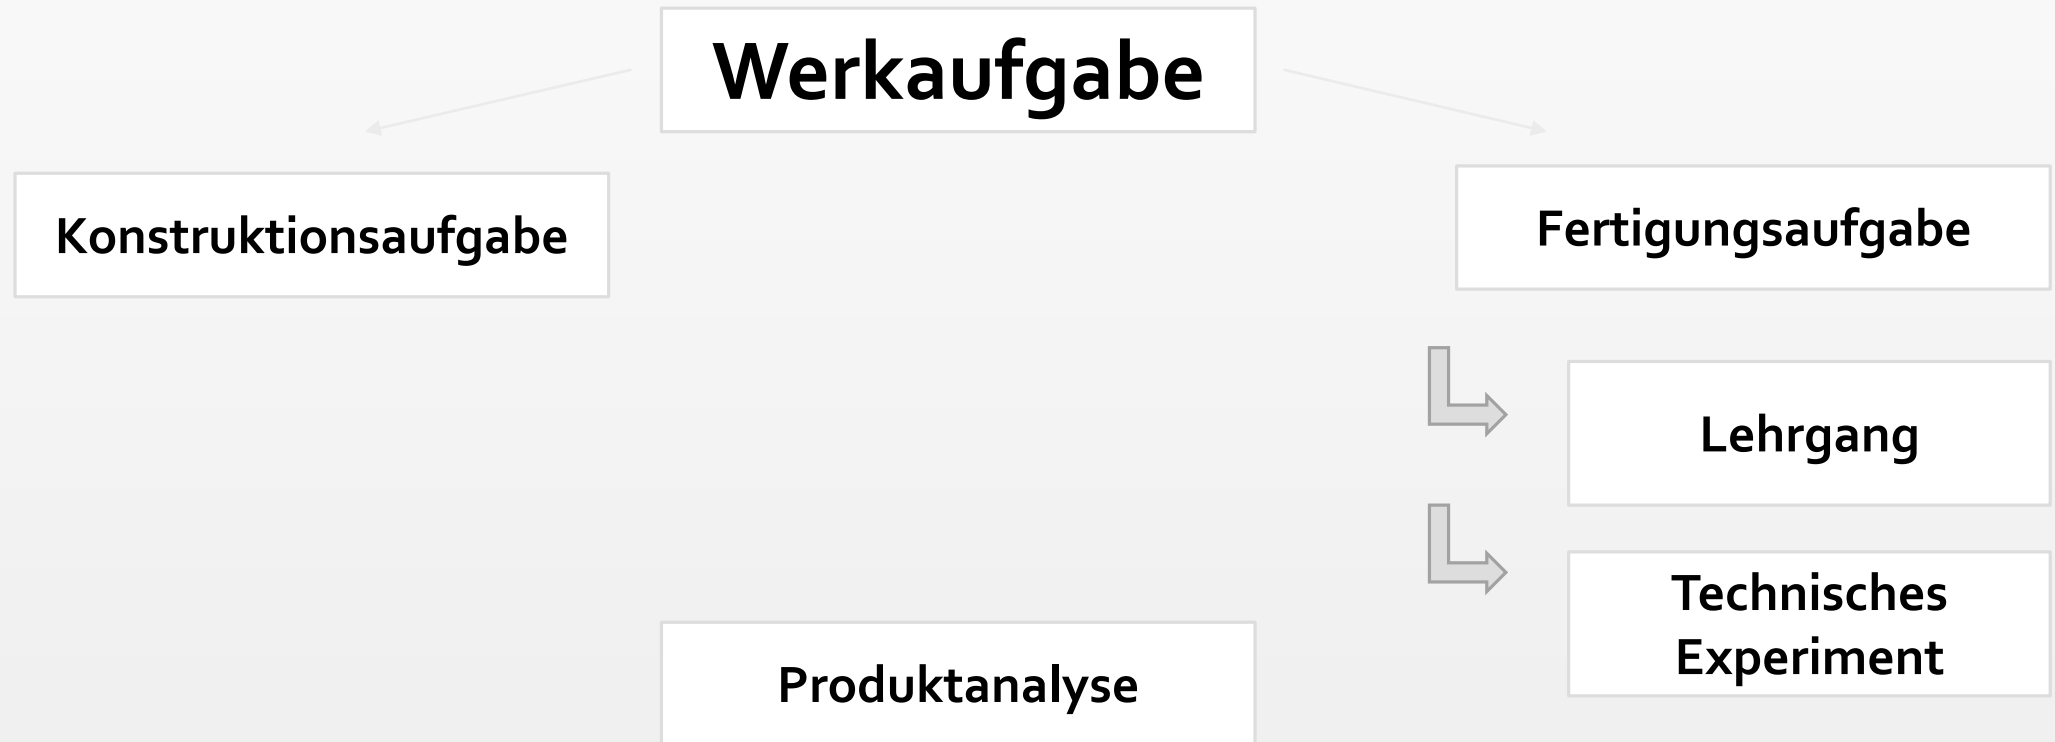 Werkaufgabe
Konstruktionsaufgabe
Fertigungsaufgabe
Lehrgang
Technisches
Experiment
Produktanalyse